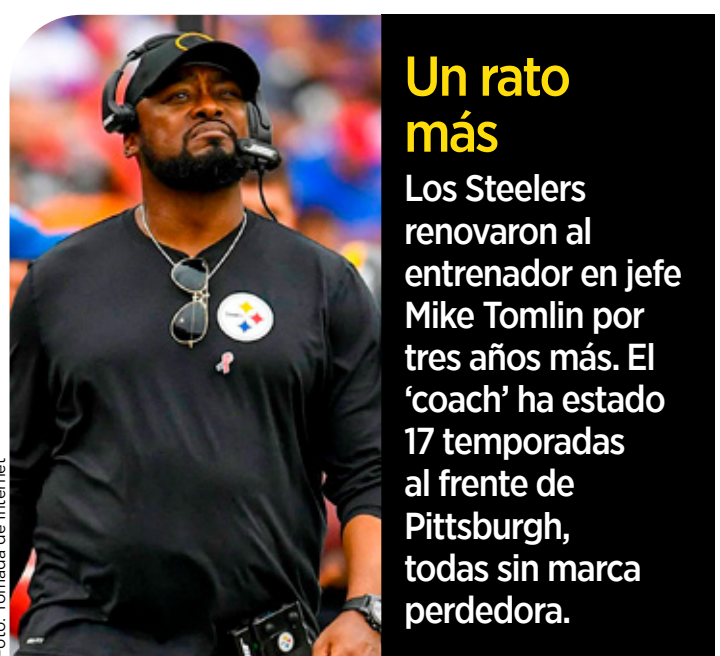 Un rato
más
Los Steelers
renovaron al
entrenador en jefe
Mike Tomlin por
tres años más. El
‘coach’ ha estado
17 temporadas
al frente de
Pittsburgh,
todas sin marca
perdedora.
Foto: Tomada de Internet